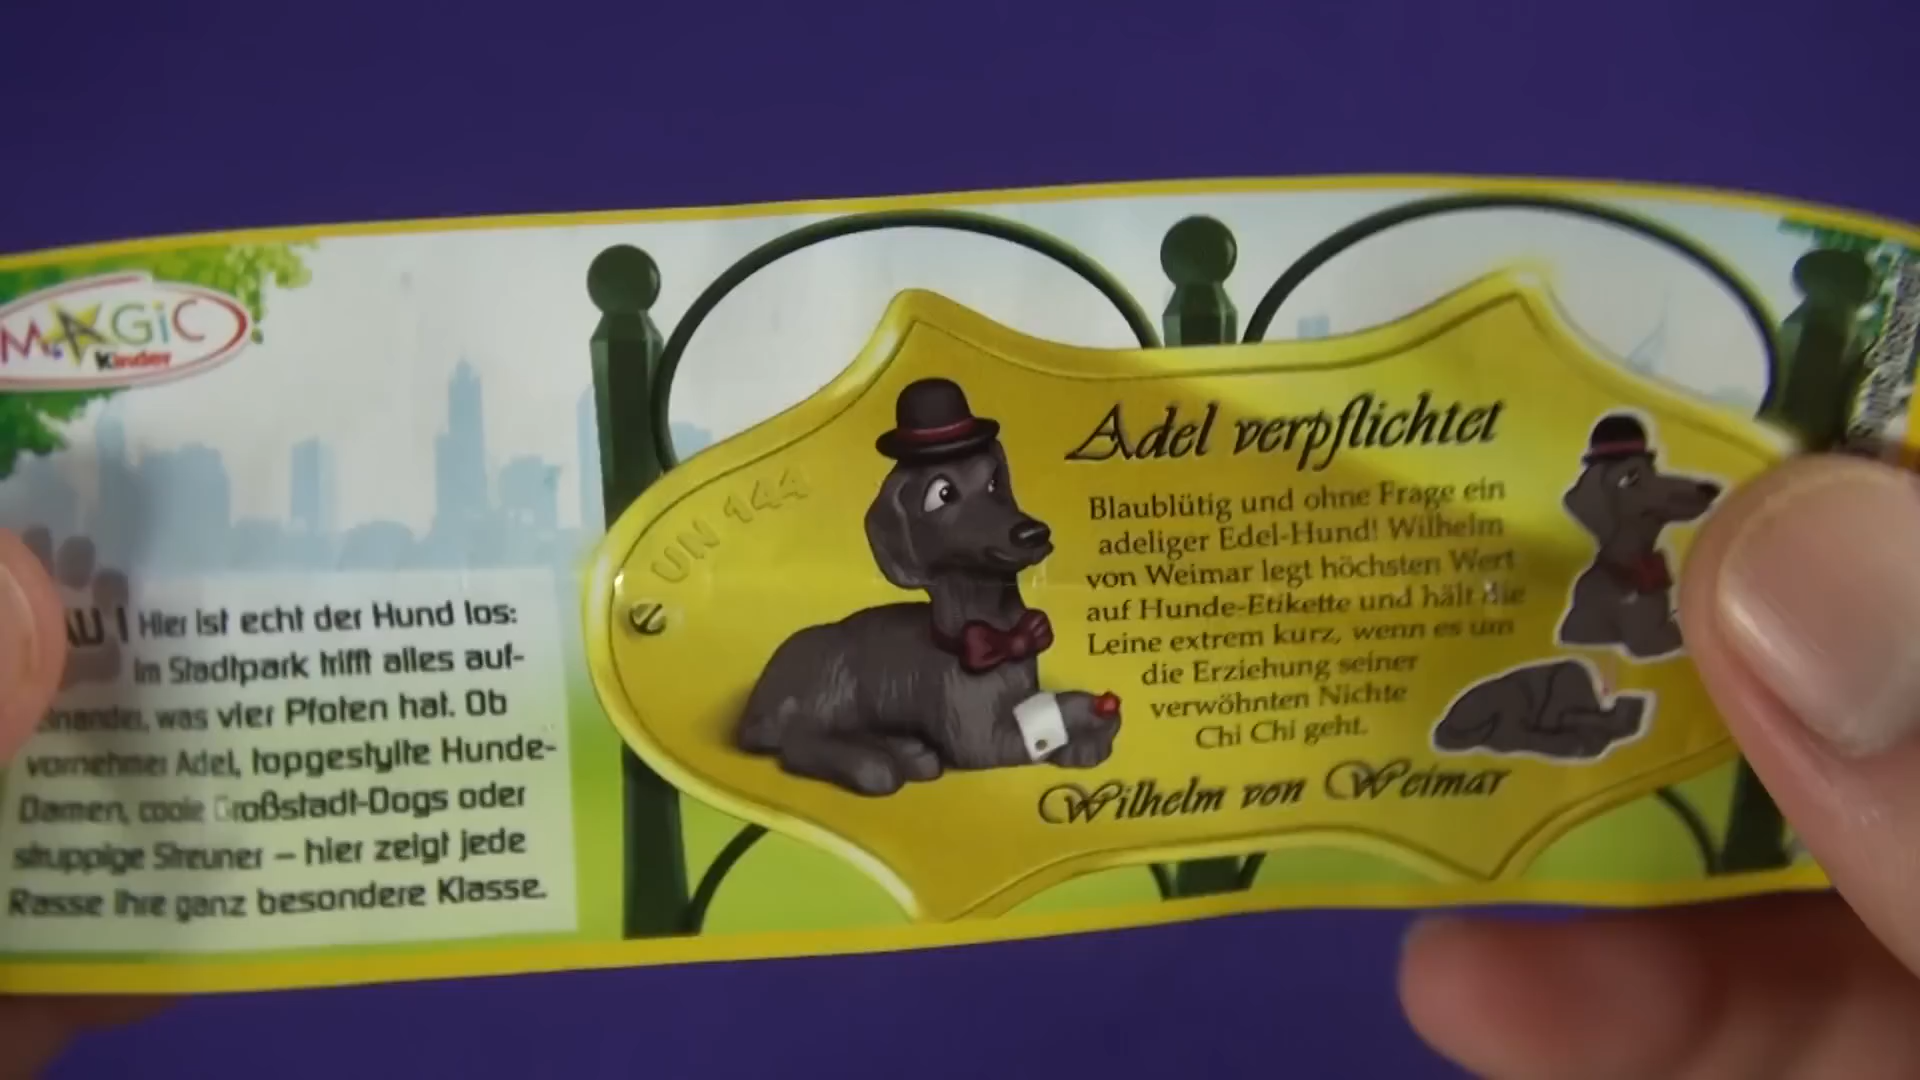 MAGiC
Kinder
Hier ist echt der Hund los:
Im Stadtpark trifft alles auf-
was vier Pfoten hat. Ob
vornehmer Adel, topgestylte Hunde-
Damen, coole Großstadt-Dogs oder
struppige Streuner – hier zeigt jede
Rasse ihre ganz besondere Klasse.
UN 144
Adel verpflichtet
Blaublütig und ohne Frage ein
adeliger Edel-Hund! Wilhelm
von Weimar legt höchsten Wert
auf Hunde-Etikette und hält die
Leine extrem kurz, wenn es um
die Erziehung seiner
verwöhnten Nichte
Chi Chi geht.
Wilhelm von Weimar